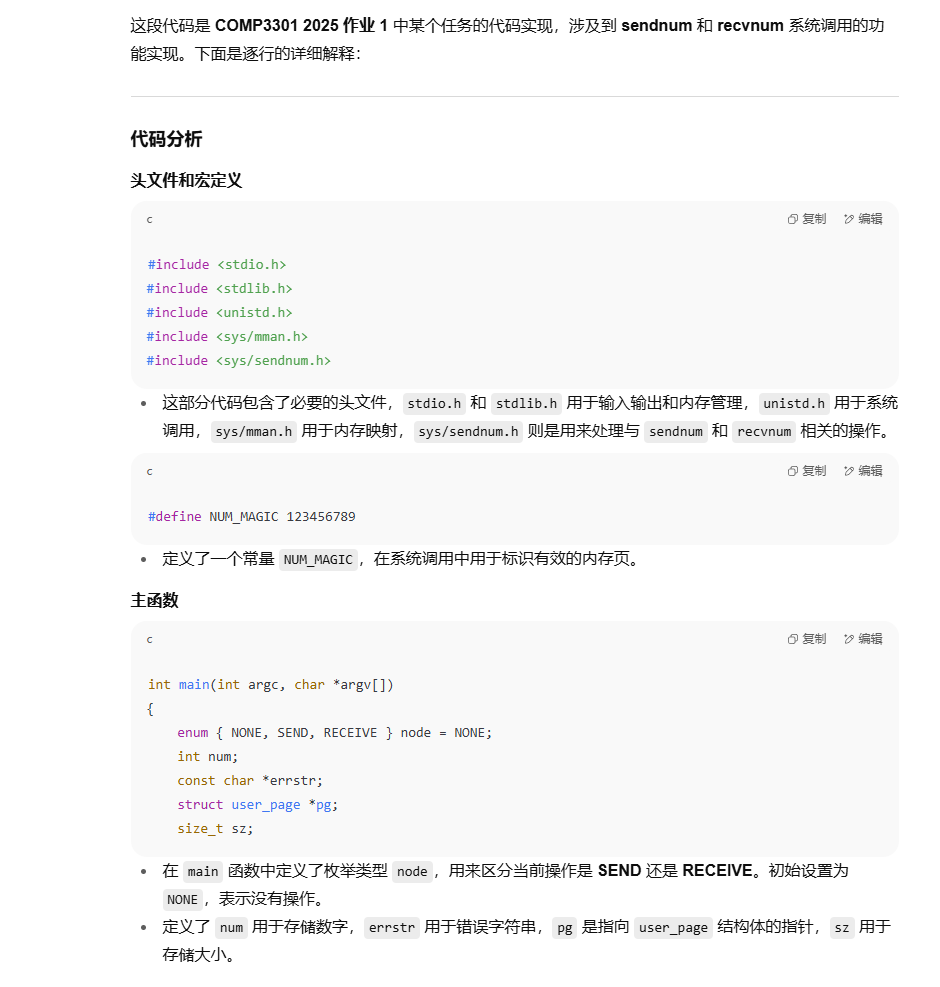 这段代码是 COMP3301 2025 作业 1 中某个任务的代码实现，涉及到 sendnum 和 recvnum 系统调用的功
能实现。下面是逐行的详细解释：
代码分析
头文件和宏定义
c 复制 编辑
#include <stdio.h>
#include <stdlib.h>
#include <unistd.h>
#include <sys/mman.h>
#include <sys/sendnum.h>
• 这部分代码包含了必要的头文件，stdio.h 和 stdlib.h 用于输入输出和内存管理，unistd.h 用于系统
调用，sys/mman.h 用于内存映射，sys/sendnum.h 则是用来处理与 sendnum 和 recvnum 相关的操作。
c 复制 编辑
#define NUM_MAGIC 123456789
• 定义了一个常量 NUM_MAGIC，在系统调用中用于标识有效的内存页。
主函数
c 复制 编辑
int main(int argc, char *argv[])
{
    enum { NONE, SEND, RECEIVE } node = NONE;
    int num;
    const char *errstr;
    struct user_page *pg;
    size_t sz;
• 在 main 函数中定义了枚举类型 node，用来区分当前操作是 SEND 还是 RECEIVE。初始设置为
NONE，表示没有操作。
• 定义了 num 用于存储数字，errstr 用于错误字符串，pg 是指向 user_page 结构体的指针，sz 用于
存储大小。